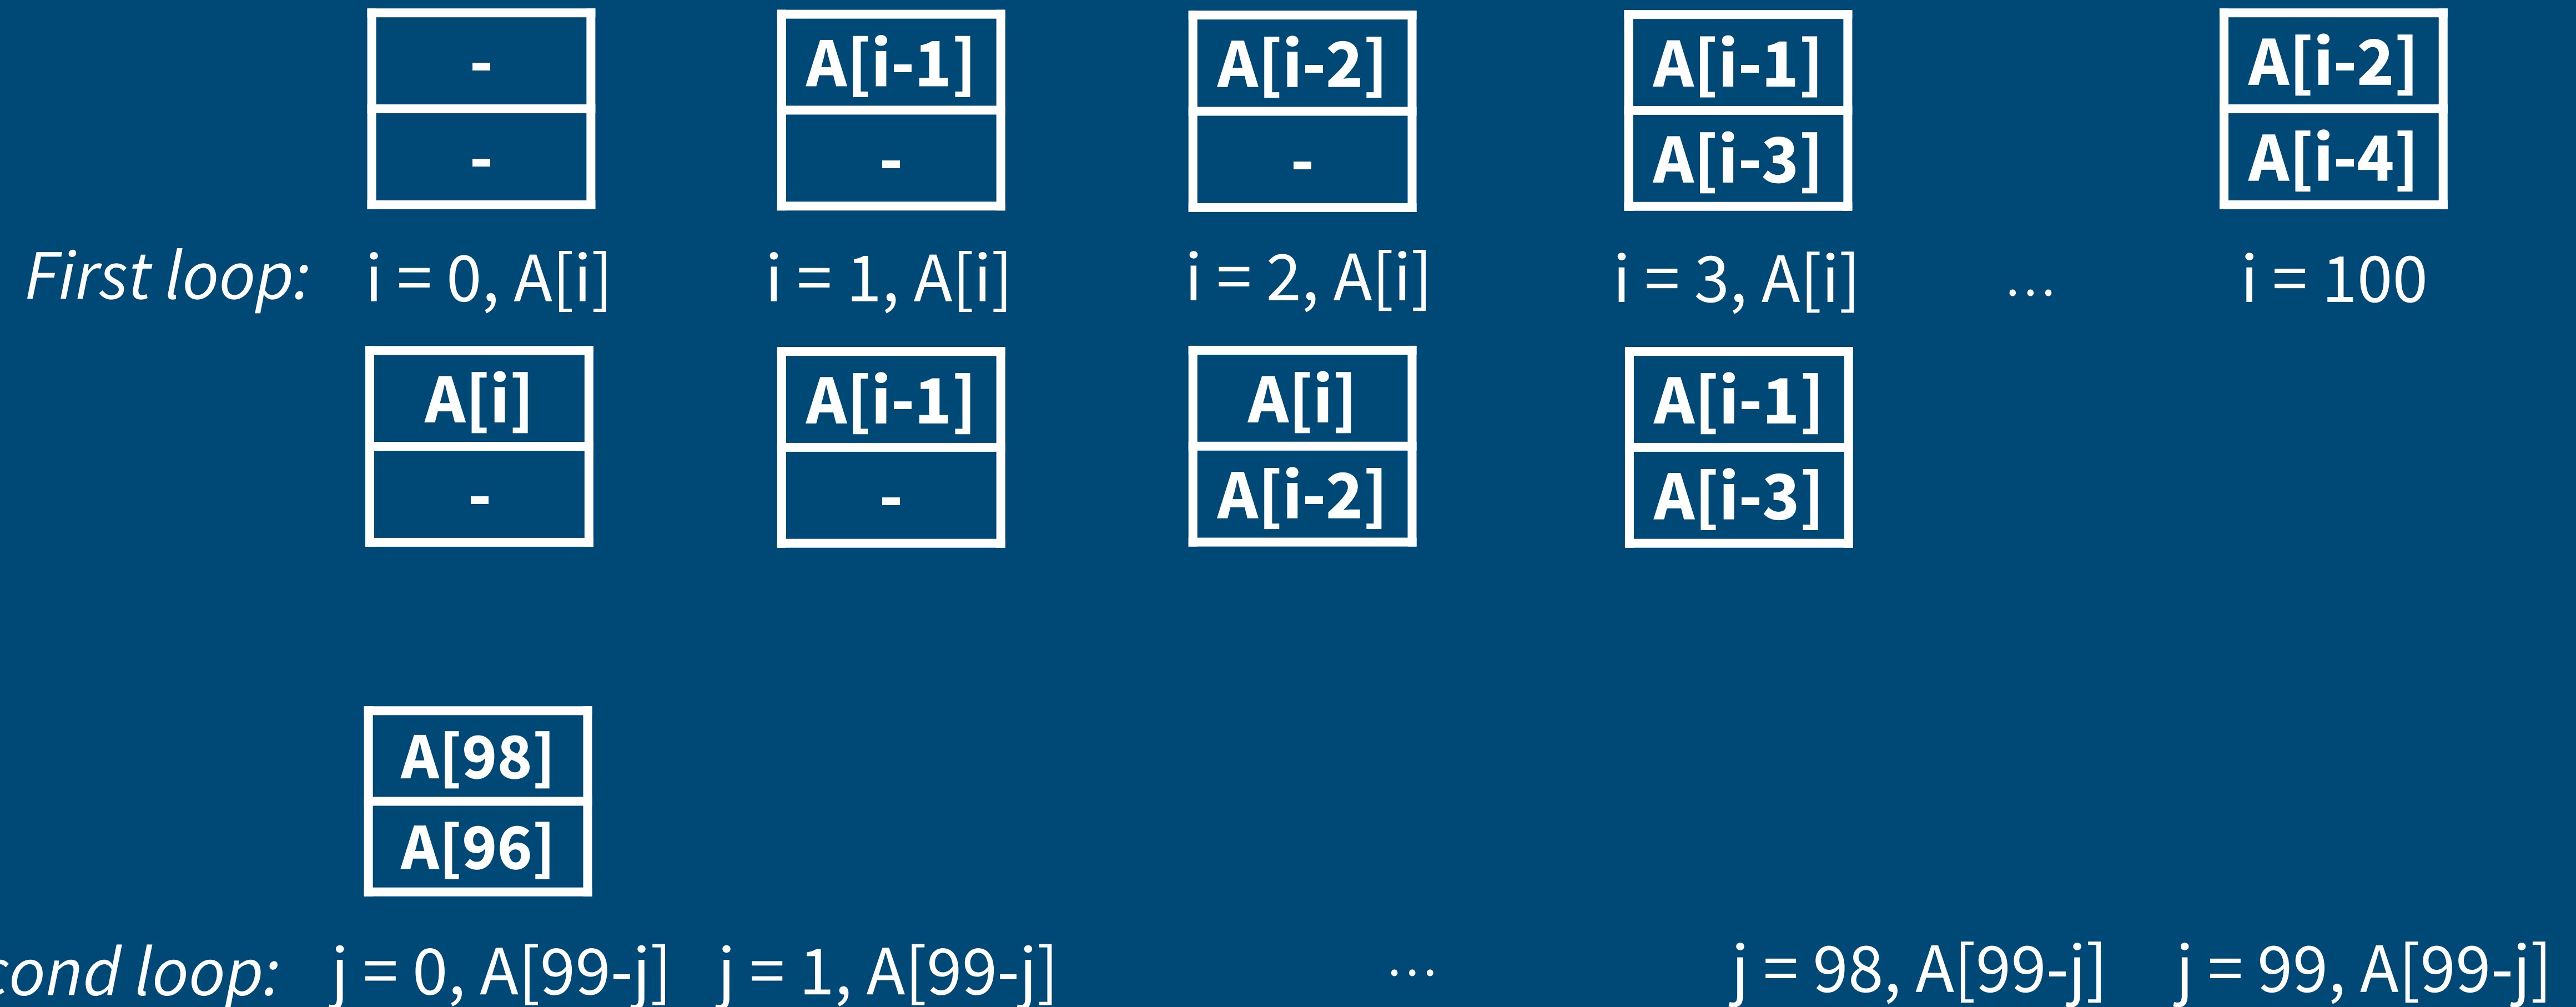 -
-
A[i-1]
-
A[i-2]
-
A[i-1]
A[i-3]
A[i-2]
A[i-4]
First loop: i = 0, A[i] i = 1, A[i] i = 2, A[i] i = 3, A[i] ... i = 100
A[i]
-
A[i-1]
-
A[i]
A[i-2]
A[i-1]
A[i-3]
A[98]
A[96]
cond loop: j = 0, A[99-j] j = 1, A[99-j] ... j = 98, A[99-j] j = 99, A[99-j]